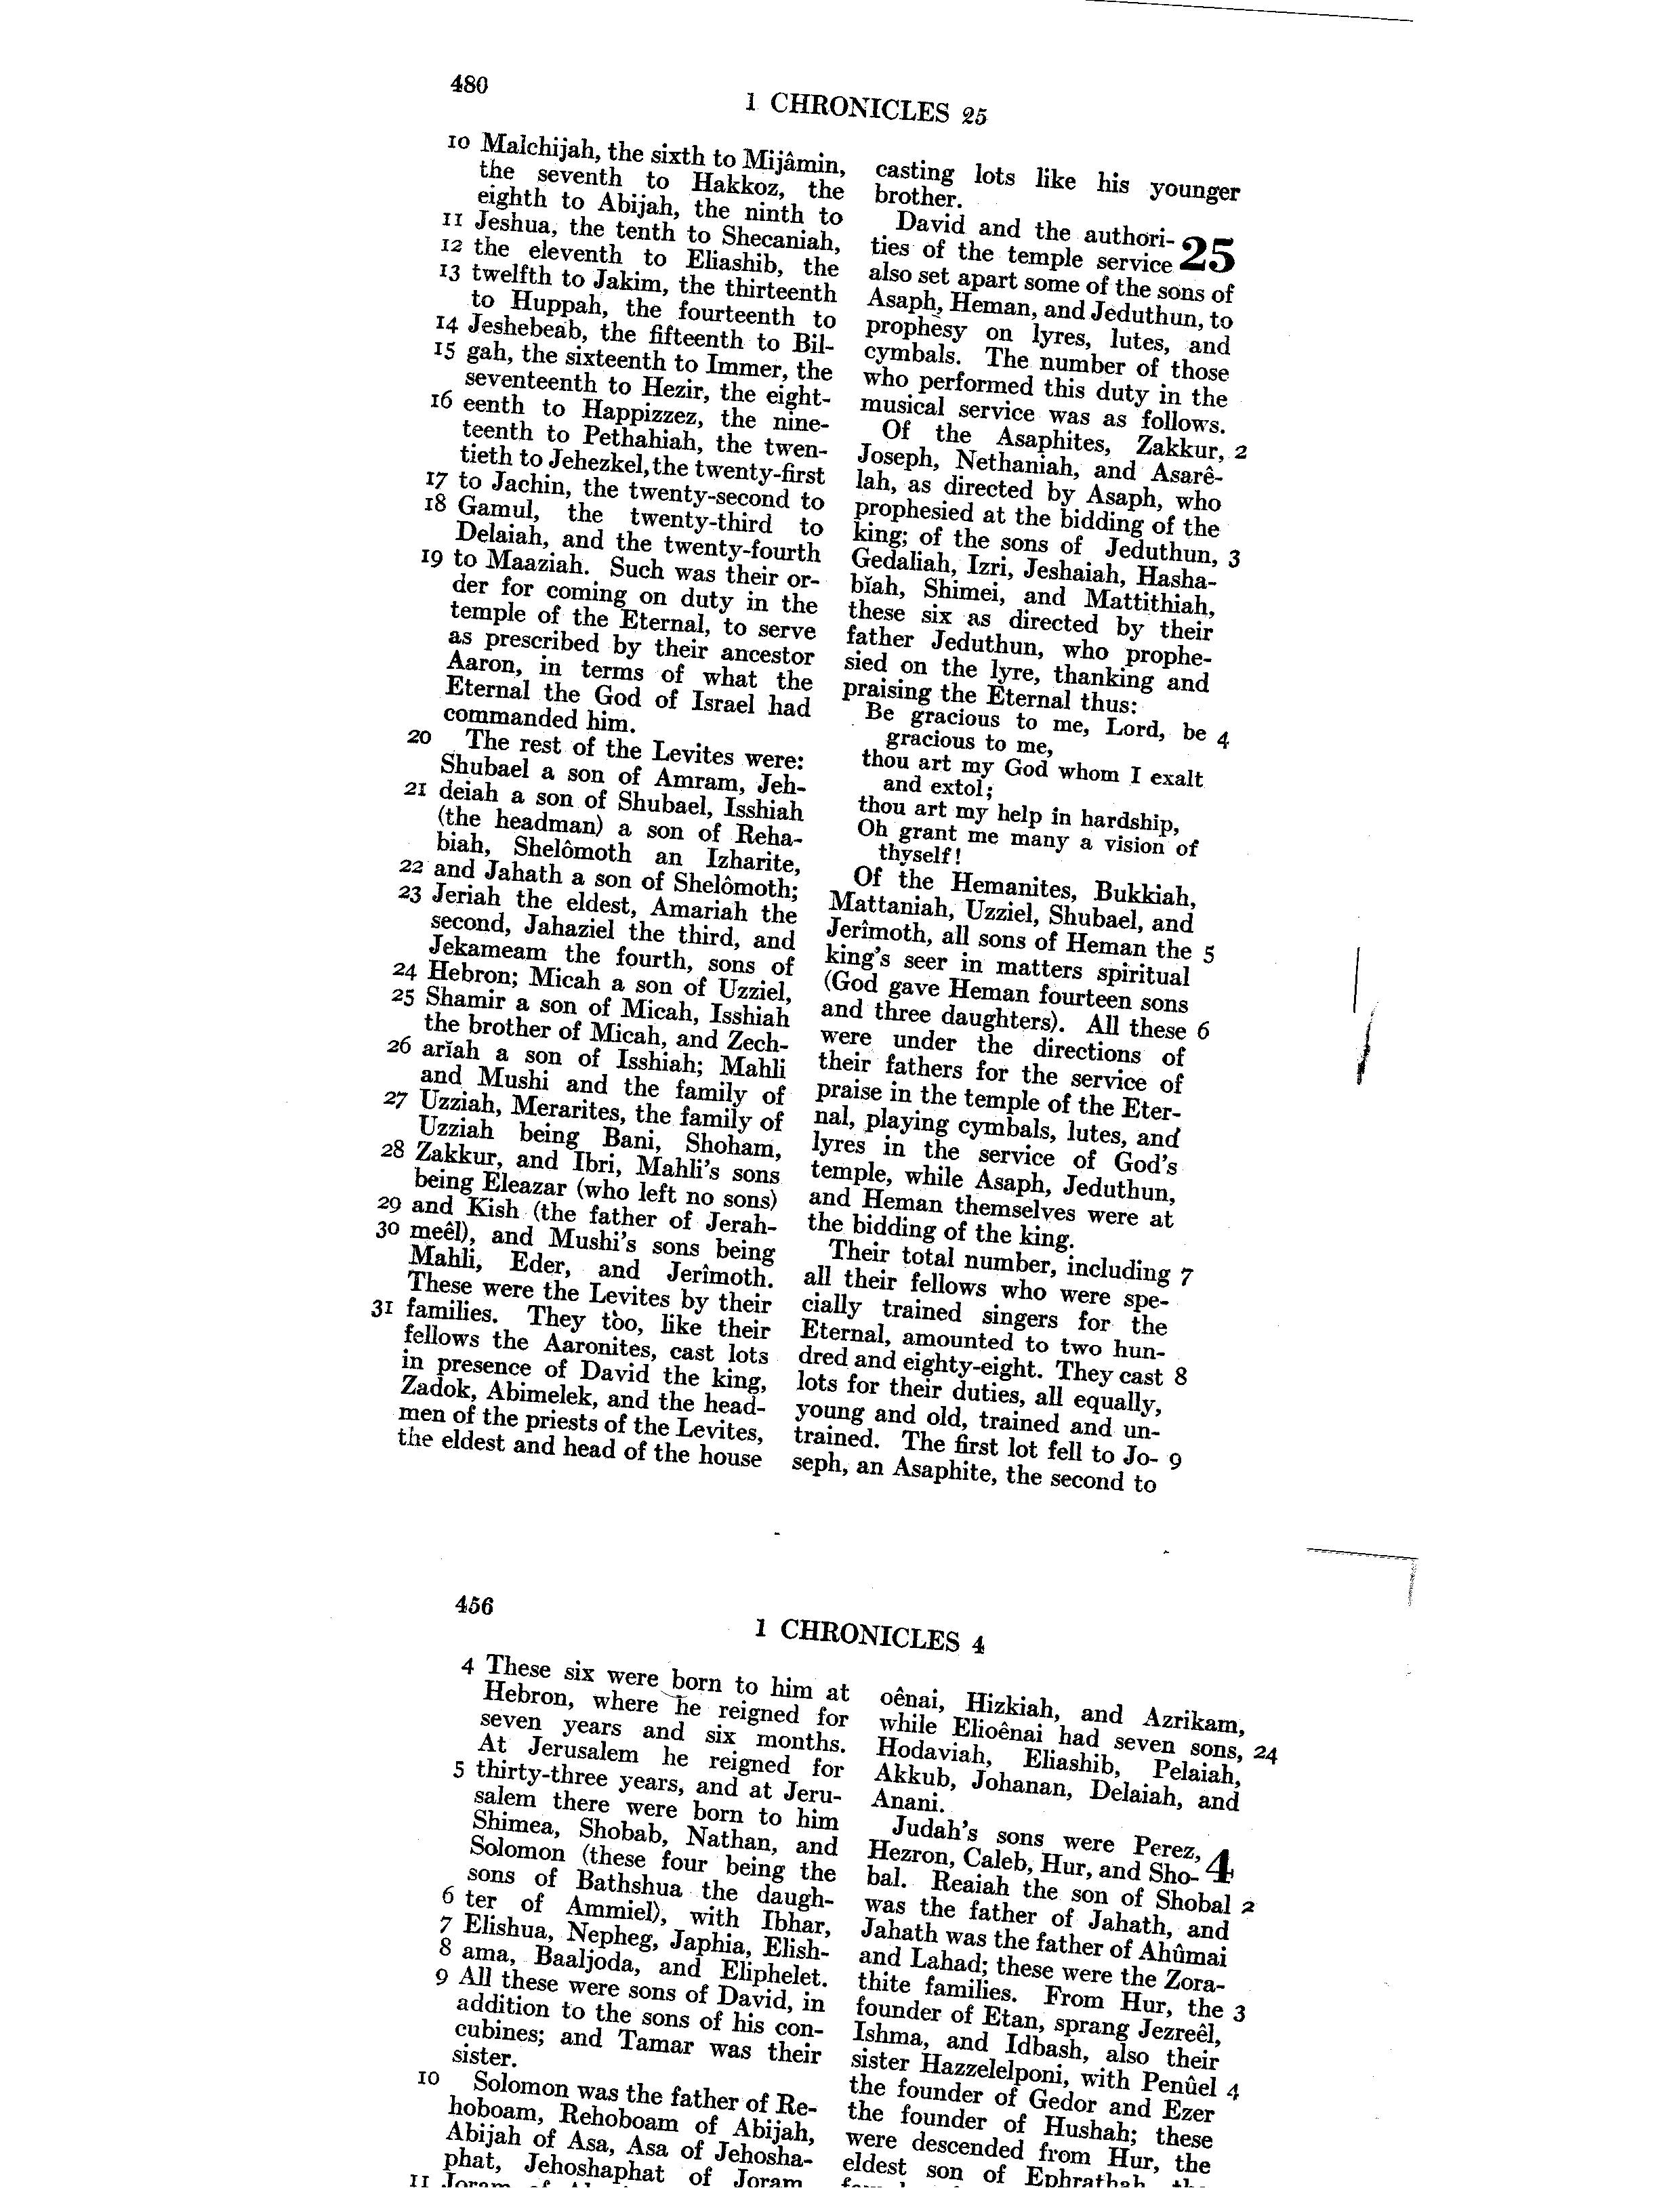 480
1 CHRONICLES 25
10 Malchijah, the sixth to Mijâmin,
the seventh to Hakkoz, the
eighth to Abijah, the ninth to
11 Jeshua, the tenth to Shecaniah,
12 the eleventh to Eliashib, the
13 twelfth to Jakim, the thirteenth
to Huppah, the fourteenth to
14 Jeshebeab, the fifteenth to Bil-
15 gah, the sixteenth to Immer, the
seventeenth to Hezir, the eight-
16 eenth to Happizzez, the nine-
teenth to Pethahiah, the twen-
tieth to Jehezkel, the twenty-first
17 to Jachin, the twenty-second to
18 Gamul, the twenty-third to
Delaiah, and the twenty-fourth
19 to Maaziah. Such was their or-
der for coming on duty in the
temple of the Eternal, to serve
as prescribed by their ancestor
Aaron, in terms of what the
Eternal the God of Israel had
commanded him.
20 The rest of the Levites were:
Shubael a son of Amram, Jeh-
21 deiah a son of Shubael, Isshiah
(the headman) a son of Reha-
biah, Shelômoth an Izharite,
22 and Jahath a son of Shelômoth;
23 Jeriah the eldest, Amariah the
second, Jahaziel the third, and
Jekameam the fourth, sons of
24 Hebron; Micah a son of Uzziel,
25 Shamir a son of Micah, Isshiah
the brother of Micah, and Zech-
26 arĭah a son of Isshiah; Mahli
and Mushi and the family of
27 Uzziah, Merarites, the family of
Uzziah being Bani, Shoham,
28 Zakkur, and Ibri, Mahli's sons
being Eleazar (who left no sons)
29 and Kish (the father of Jerah-
30 meêl), and Mushi's sons being
Mahli, Eder, and Jerîmoth.
These were the Levites by their
31 families. They too, like their
fellows the Aaronites, cast lots
in presence of David the king,
Zadok, Abimelek, and the head-
men of the priests of the Levites,
the eldest and head of the house
casting lots like his younger
brother.
David and the authori- 25
ties of the temple service
also set apart some of the sons of
Asaph, Heman, and Jeduthun, to
prophesy on lyres, lutes, and
cymbals. The number of those
who performed this duty in the
musical service was as follows.
Of the Asaphites, Zakkur, 2
Joseph, Nethaniah, and Asarê-
lah, as directed by Asaph, who
prophesied at the bidding of the
king; of the sons of Jeduthun, 3
Gedaliah, Izri, Jeshaiah, Hasha-
bĭah, Shimei, and Mattithiah,
these six as directed by their
father Jeduthun, who prophe-
sied on the lyre, thanking and
praising the Eternal thus:
Be gracious to me, Lord, be 4
gracious to me,
thou art my God whom I exalt
and extol;
thou art my help in hardship,
Oh grant me many a vision of
thyself!
Of the Hemanites, Bukkiah,
Mattaniah, Uzziel, Shubael, and
Jerîmoth, all sons of Heman the 5
king's seer in matters spiritual
(God gave Heman fourteen sons
and three daughters). All these 6
were under the directions of
their fathers for the service of
praise in the temple of the Eter-
nal, playing cymbals, lutes, and
lyres in the service of God's
temple, while Asaph, Jeduthun,
and Heman themselves were at
the bidding of the king.
Their total number, including 7
all their fellows who were spe-
cially trained singers for the
Eternal, amounted to two hun-
dred and eighty-eight. They cast 8
lots for their duties, all equally,
young and old, trained and un-
trained. The first lot fell to Jo- 9
seph, an Asaphite, the second to
456
1 CHRONICLES 4
4 These six were born to him at
Hebron, where he reigned for
seven years and six months.
At Jerusalem he reigned for
5 thirty-three years, and at Jeru-
salem there were born to him
Shimea, Shobab, Nathan, and
Solomon (these four being the
sons of Bathshua the daugh-
6 ter of Ammiel), with Ibhar,
7 Elishua, Nepheg, Japhia, Elish-
8 ama, Baaljoda, and Eliphelet.
9 All these were sons of David, in
addition to the sons of his con-
cubines; and Tamar was their
sister.
10 Solomon was the father of Re-
hoboam, Rehoboam of Abijah,
Abijah of Asa, Asa of Jehosha-
phat, Jehoshaphat of Joram
11 Joram of
oênai, Hizkiah, and Azrikam,
while Elioênai had seven sons, 24
Hodaviah, Eliashib, Pelaiah,
Akkub, Johanan, Delaiah, and
Anani.
Judah's sons were Perez, 4
Hezron, Caleb, Hur, and Sho-
bal. Reaiah the son of Shobal 2
was the father of Jahath, and
Jahath was the father of Ahûmai
and Lahad; these were the Zora-
thite families. From Hur, the 3
founder of Etan, sprang Jezreêl,
Ishma, and Idbash, also their
sister Hazzelelponi, with Penûel 4
the founder of Gedor and Ezer
the founder of Hushah; these
were descended from Hur, the
eldest son of Ephrathah